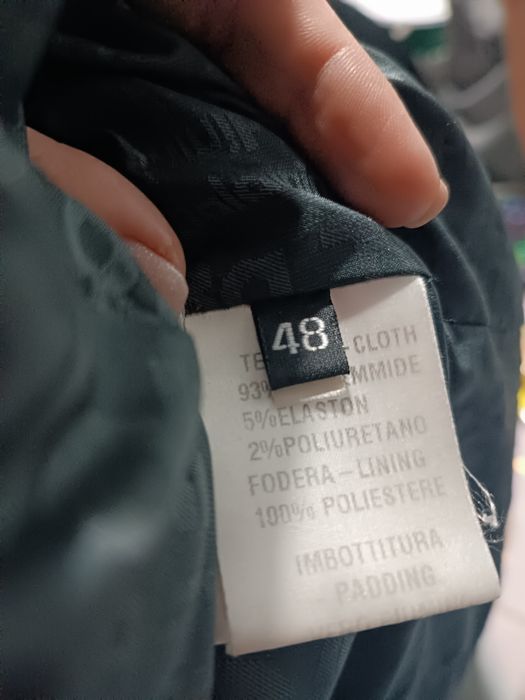 48
CLOTH
93%
5%ELASTON
2%POLIURETANO
FODERA-LINING
100% POLIESTERE
IMBOTTITURA
PADDING